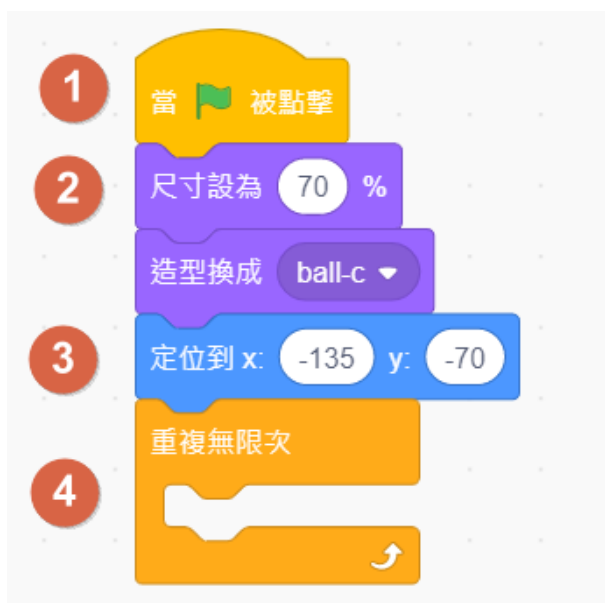 1
當 被點擊
2
尺寸設為 70 %
造型換成 ball-c
3
定位到 x: -135 y: -70
重複無限次
4